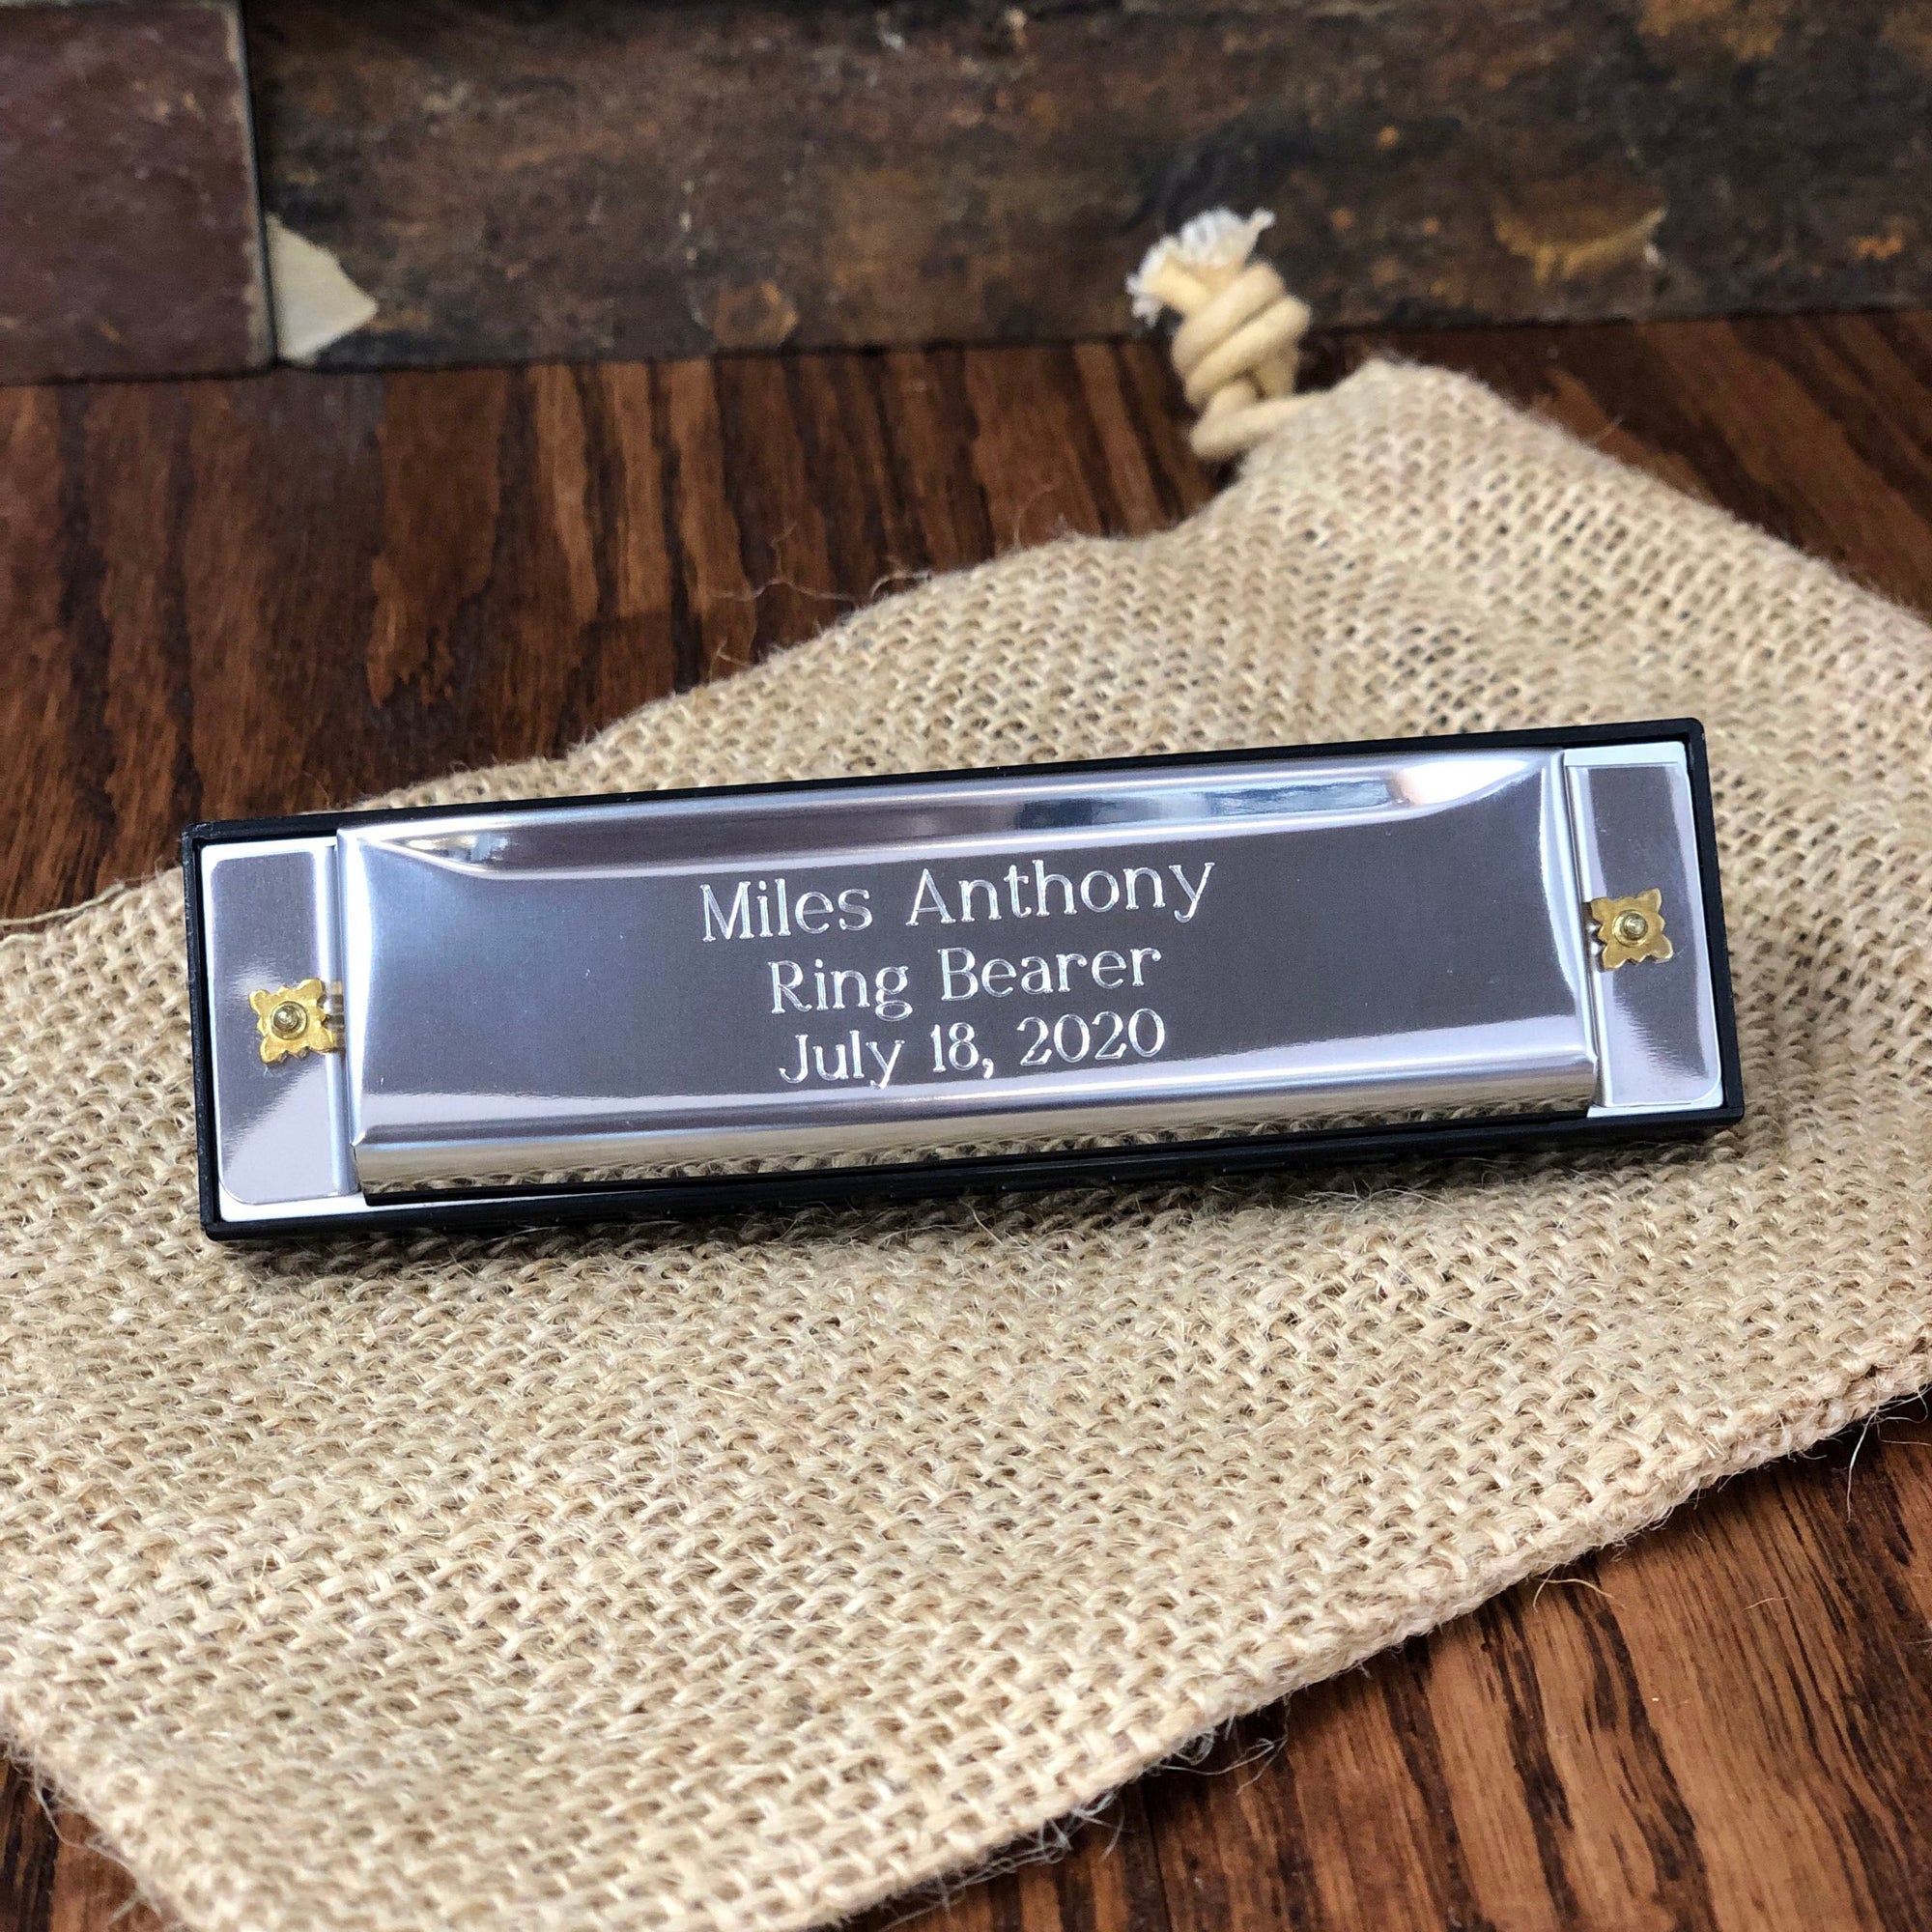 Miles Anthony
Ring Bearer
July 18, 2020